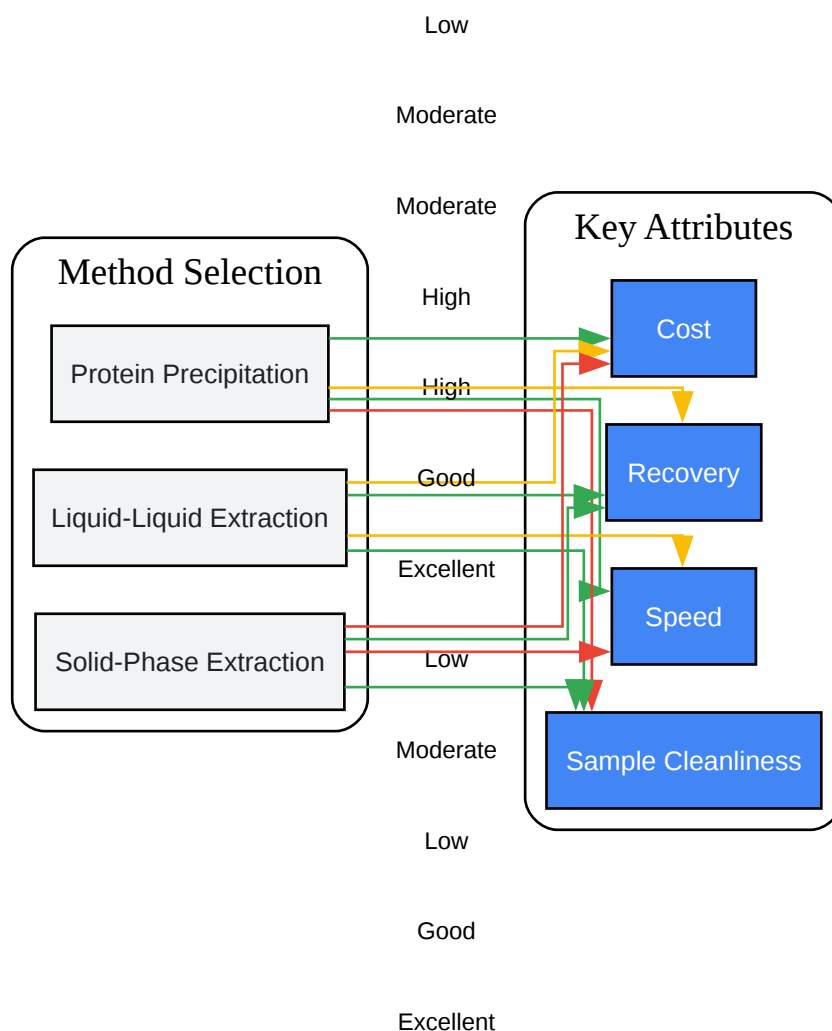 Low
Moderate
Moderate
High
High
Good
Excellent
Low
Moderate
Low
Good
Excellent
Method Selection
Protein Precipitation
Liquid-Liquid Extraction
Solid-Phase Extraction
Key Attributes
Cost
Recovery
Speed
Sample Cleanliness